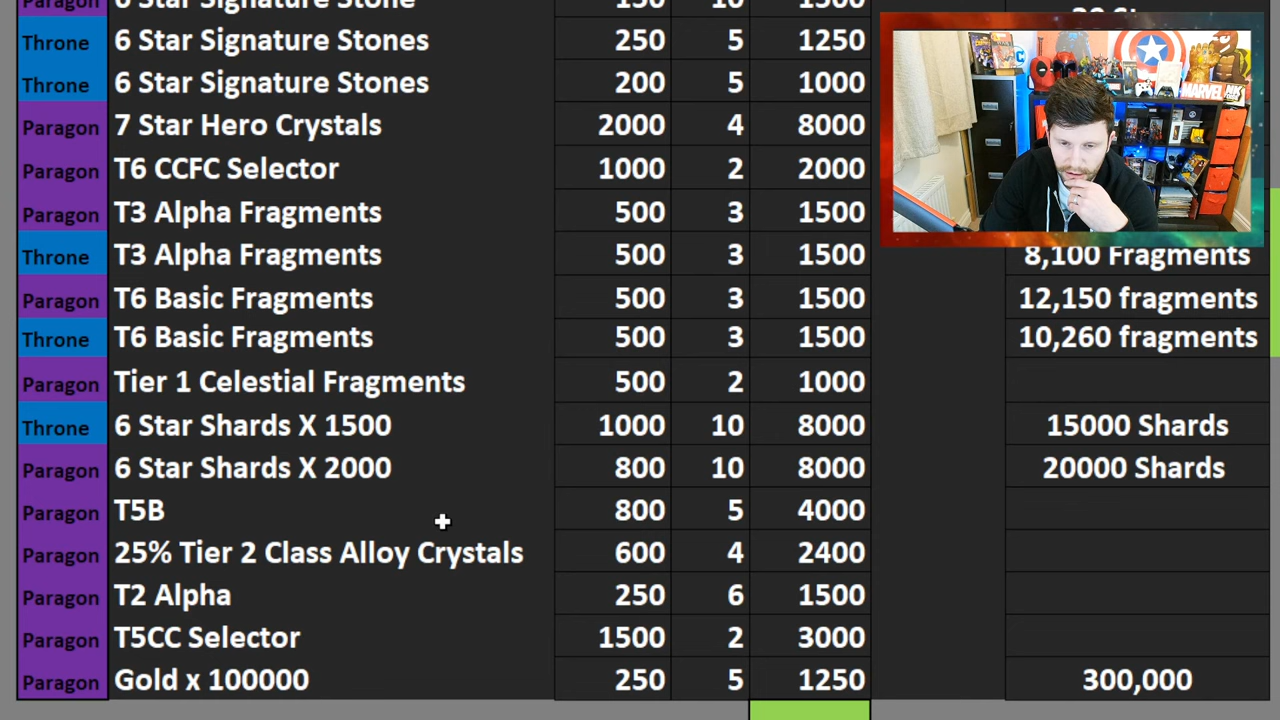 Paragon 6 Star Signature Stone 150 10 1500
Throne 6 Star Signature Stones 250 5 1250
Throne 6 Star Signature Stones 200 5 1000
Paragon 7 Star Hero Crystals 2000 4 8000
Paragon T6 CCFC Selector 1000 2 2000
Paragon T3 Alpha Fragments 500 3 1500
Throne T3 Alpha Fragments 500 3 1500 8,100 Fragments
Paragon T6 Basic Fragments 500 3 1500 12,150 fragments
Throne T6 Basic Fragments 500 3 1500 10,260 fragments
Paragon Tier 1 Celestial Fragments 500 2 1000
Throne 6 Star Shards X 1500 1000 10 8000 15000 Shards
Paragon 6 Star Shards X 2000 800 10 8000 20000 Shards
Paragon T5B 800 5 4000
Paragon 25% Tier 2 Class Alloy Crystals 600 4 2400
Paragon T2 Alpha 250 6 1500
Paragon T5CC Selector 1500 2 3000
Paragon Gold x 100000 250 5 1250 300,000
MARVEL